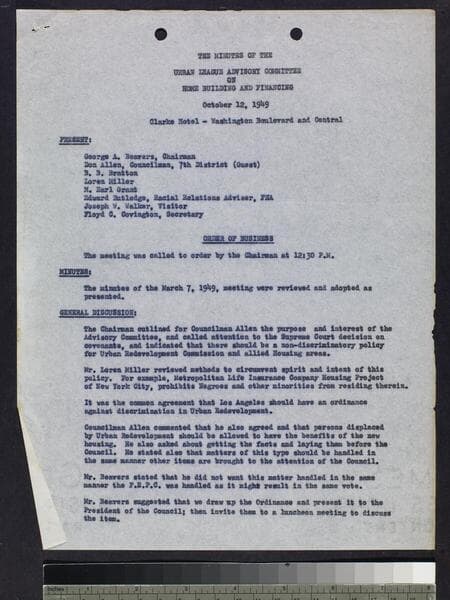 THE MINUTES OF THE
URBAN LEAGUE ADVISORY COMMITTEE
ON
HOME BUILDING AND FINANCING
October 12, 1949
Clarke Hotel - Washington Boulevard and Central
PRESENT:
George A. Beavers, Chairman
Don Allen, Councilman, 7th District (Guest)
B. B. Bratton
Loren Miller
N. Earl Grant
Edward Rutledge, Racial Relations Adviser, FHA
Joseph W. Walker, Visitor
Floyd C. Covington, Secretary
ORDER OF BUSINESS
The meeting was called to order by the Chairman at 12:30 P.M.
MINUTES:
The minutes of the March 7, 1949, meeting were reviewed and adopted as
presented.
GENERAL DISCUSSION:
The Chairman outlined for Councilman Allen the purpose and interest of the
Advisory Committee, and called attention to the Supreme Court decision on
covenants, and indicated that there should be a non-discriminatory policy
for Urban Redevelopment Commission and allied Housing areas.
Mr. Loren Miller reviewed methods to circumvent spirit and intent of this
policy. For example, Metropolitan Life Insurance Company Housing Project
of New York City, prohibits Negroes and other minorities from residing therein.
It was the common agreement that Los Angeles should have an ordinance
against discrimination in Urban Redevelopment.
Councilman Allen commented that he also agreed and that persons displaced
by Urban Redevelopment should be allowed to have the benefits of the new
housing. He also asked about getting the facts and laying them before the
Council. He stated also that matters of this type should be handled in
the same manner other items are brought to the attention of the Council.
Mr. Beavers stated that he did not want this matter handled in the same
manner the F.E.P.C. was handled as it might result in the same vote.
Mr. Beavers suggested that we draw up the Ordinance and present it to the
President of the Council; then invite them to a luncheon meeting to discuss
the item.
Inches 1 2 3 4 5 6 7 8